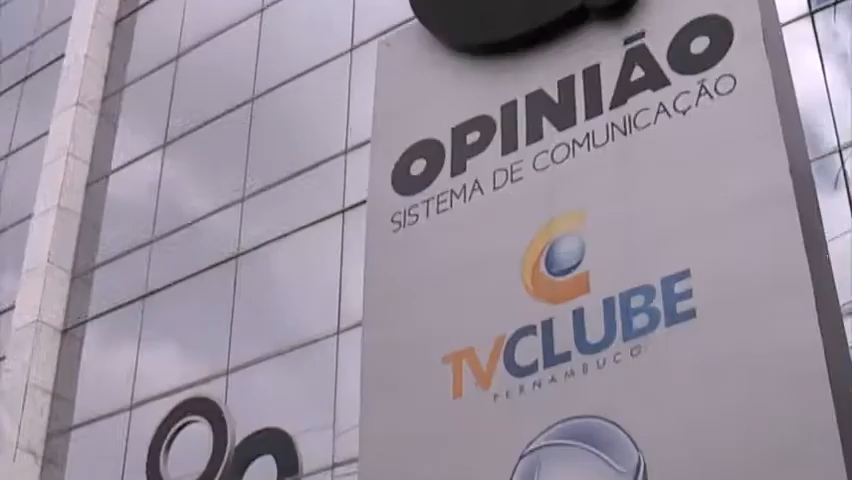 OPINIÃO
SISTEMA DE COMUNICAÇÃO
TVCLUBE
PERNAMBUCO